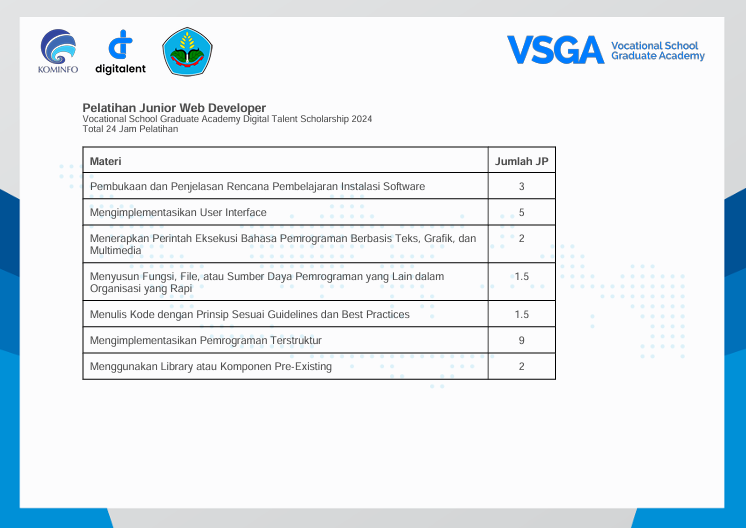 KOMINFO
digitalent
VSGA
Vocational School
Graduate Academy
Pelatihan Junior Web Developer
Vocational School Graduate Academy Digital Talent Scholarship 2024
Total 24 Jam Pelatihan
Materi Jumlah JP
Pembukaan dan Penjelasan Rencana Pembelajaran Instalasi Software 3
Mengimplementasikan User Interface 5
Menerapkan Perintah Eksekusi Bahasa Pemrograman Berbasis Teks, Grafik, dan 2
Multimedia
Menyusun Fungsi, File, atau Sumber Daya Pemrograman yang Lain dalam 1.5
Organisasi yang Rapi
Menulis Kode dengan Prinsip Sesuai Guidelines dan Best Practices 1.5
Mengimplementasikan Pemrograman Terstruktur 9
Menggunakan Library atau Komponen Pre-Existing 2